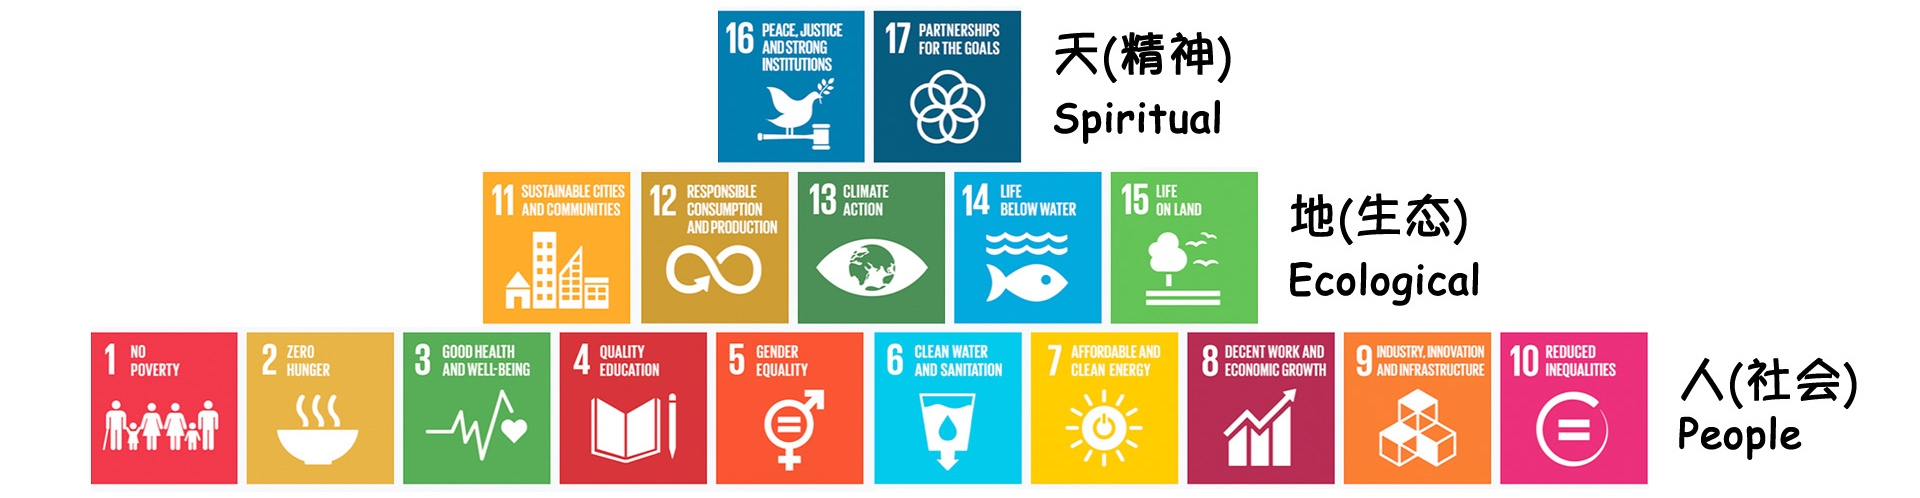 16 PEACE, JUSTICE
AND STRONG
INSTITUTIONS
17 PARTNERSHIPS
FOR THE GOALS
天(精神)
Spiritual
11 SUSTAINABLE CITIES
AND COMMUNITIES
12 RESPONSIBLE
CONSUMPTION
AND PRODUCTION
13 CLIMATE
ACTION
14 LIFE
BELOW WATER
15 LIFE
ON LAND
地(生态)
Ecological
1 NO
POVERTY
2 ZERO
HUNGER
3 GOOD HEALTH
AND WELL-BEING
4 QUALITY
EDUCATION
5 GENDER
EQUALITY
6 CLEAN WATER
AND SANITATION
7 AFFORDABLE AND
CLEAN ENERGY
8 DECENT WORK AND
ECONOMIC GROWTH
9 INDUSTRY, INNOVATION
AND INFRASTRUCTURE
10 REDUCED
INEQUALITIES
人(社会)
People